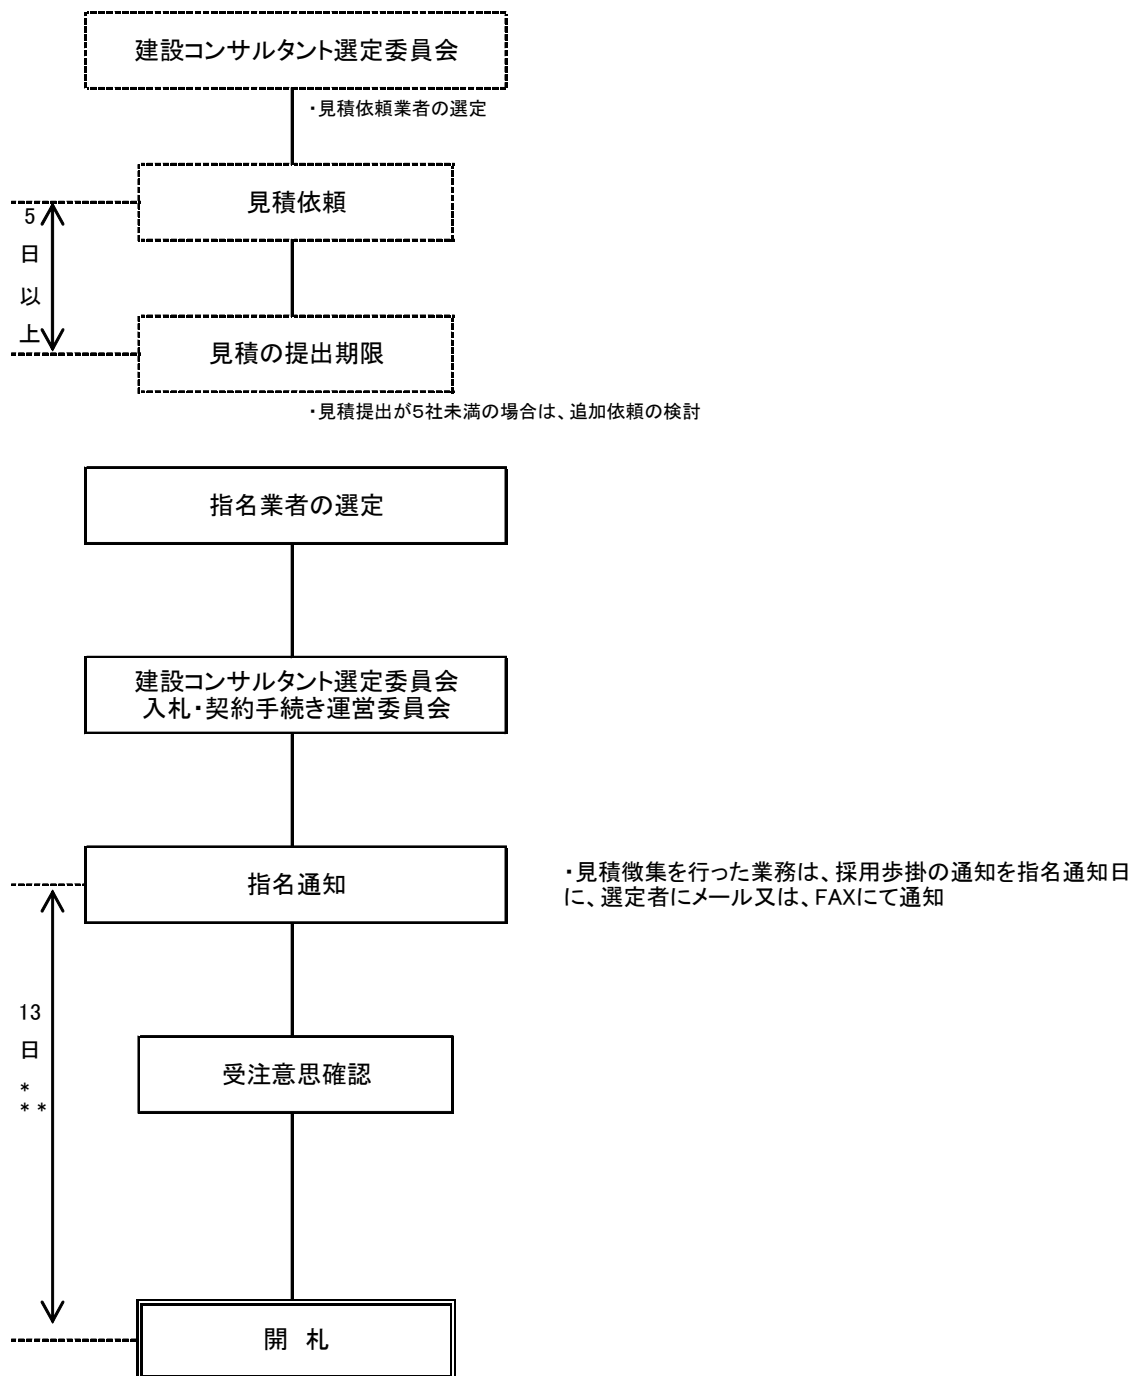 建設コンサルタント選定委員会
・見積依頼業者の選定
見積依頼
5
日
以
上
見積の提出期限
・見積提出が5社未満の場合は、追加依頼の検討
指名業者の選定
建設コンサルタント選定委員会
入札・契約手続き運営委員会
指名通知
・見積徴集を行った業務は、採用歩掛の通知を指名通知日
に、選定者にメール又は、FAXにて通知
13
日
*
**
受注意思確認
開 札